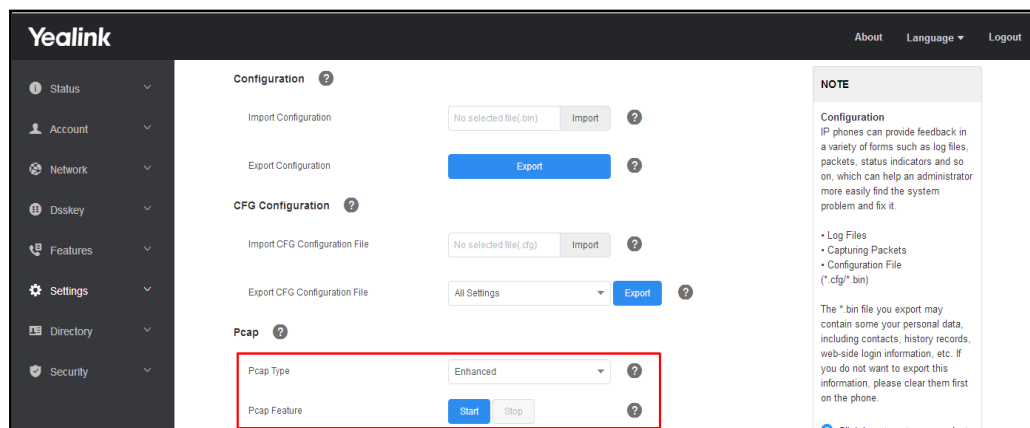 Yealink
About Language Logout
Status
Account
Network
Dsskey
Features
Settings
Directory
Security
Configuration ?
Import Configuration No selected file(.bin) Import ?
Export Configuration Export ?
CFG Configuration ?
Import CFG Configuration File No selected file(.cfg) Import ?
Export CFG Configuration File All Settings Export ?
Pcap ?
Pcap Type Enhanced ?
Pcap Feature Start Stop ?
NOTE
Configuration
IP phones can provide feedback in
a variety of forms such as log files,
packets, status indicators and so
on, which can help an administrator
more easily find the system
problem and fix it.
• Log Files
• Capturing Packets
• Configuration File
(*.cfg/*.bin)
The *.bin file you export may
contain some your personal data,
including contacts, history records,
web-side login information, etc. If
you do not want to export this
information, please clear them first
on the phone.